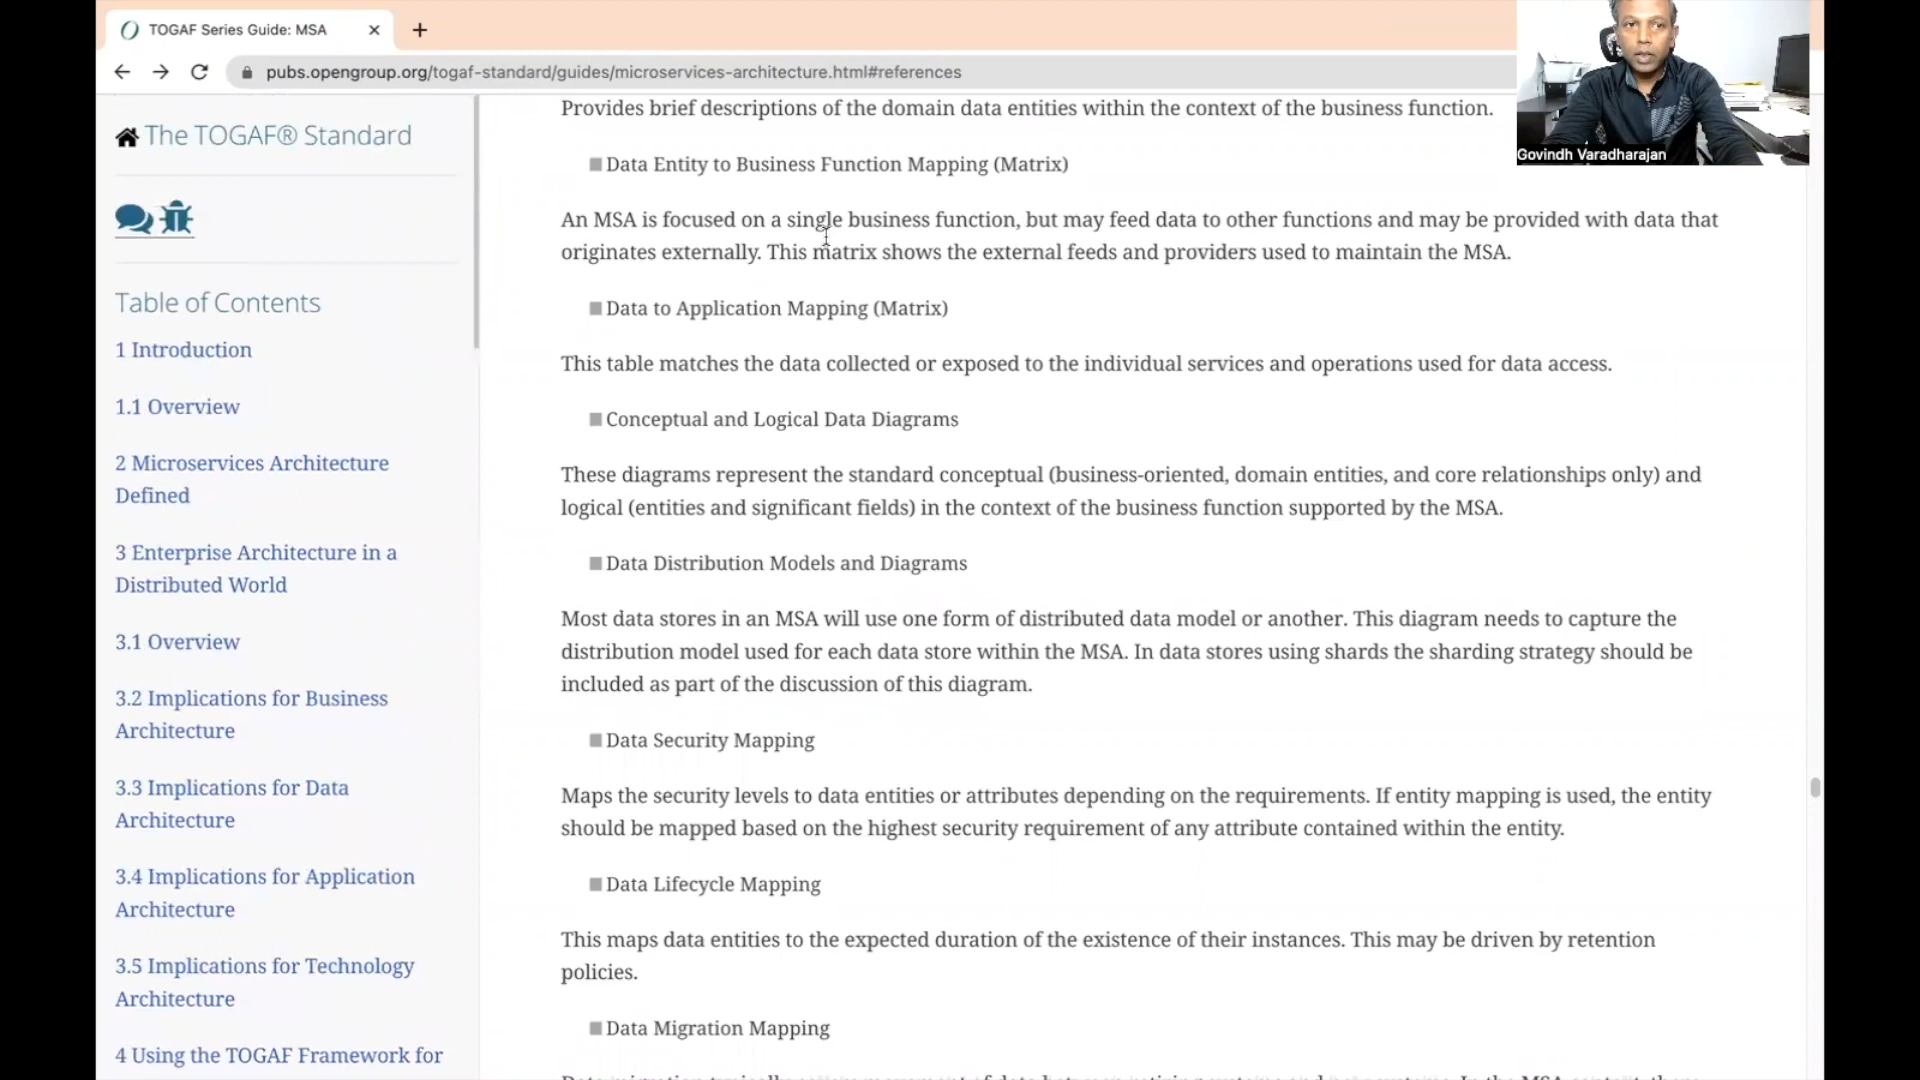 TOGAF Series Guide: MSA
pubs.opengroup.org/togaf-standard/guides/microservices-architecture.html#references
Govindh Varadharajan
The TOGAF® Standard
Table of Contents
1 Introduction
1.1 Overview
2 Microservices Architecture
Defined
3 Enterprise Architecture in a
Distributed World
3.1 Overview
3.2 Implications for Business
Architecture
3.3 Implications for Data
Architecture
3.4 Implications for Application
Architecture
3.5 Implications for Technology
Architecture
4 Using the TOGAF Framework for
Provides brief descriptions of the domain data entities within the context of the business function.
Data Entity to Business Function Mapping (Matrix)
An MSA is focused on a single business function, but may feed data to other functions and may be provided with data that
originates externally. This matrix shows the external feeds and providers used to maintain the MSA.
Data to Application Mapping (Matrix)
This table matches the data collected or exposed to the individual services and operations used for data access.
Conceptual and Logical Data Diagrams
These diagrams represent the standard conceptual (business-oriented, domain entities, and core relationships only) and
logical (entities and significant fields) in the context of the business function supported by the MSA.
Data Distribution Models and Diagrams
Most data stores in an MSA will use one form of distributed data model or another. This diagram needs to capture the
distribution model used for each data store within the MSA. In data stores using shards the sharding strategy should be
included as part of the discussion of this diagram.
Data Security Mapping
Maps the security levels to data entities or attributes depending on the requirements. If entity mapping is used, the entity
should be mapped based on the highest security requirement of any attribute contained within the entity.
Data Lifecycle Mapping
This maps data entities to the expected duration of the existence of their instances. This may be driven by retention
policies.
Data Migration Mapping